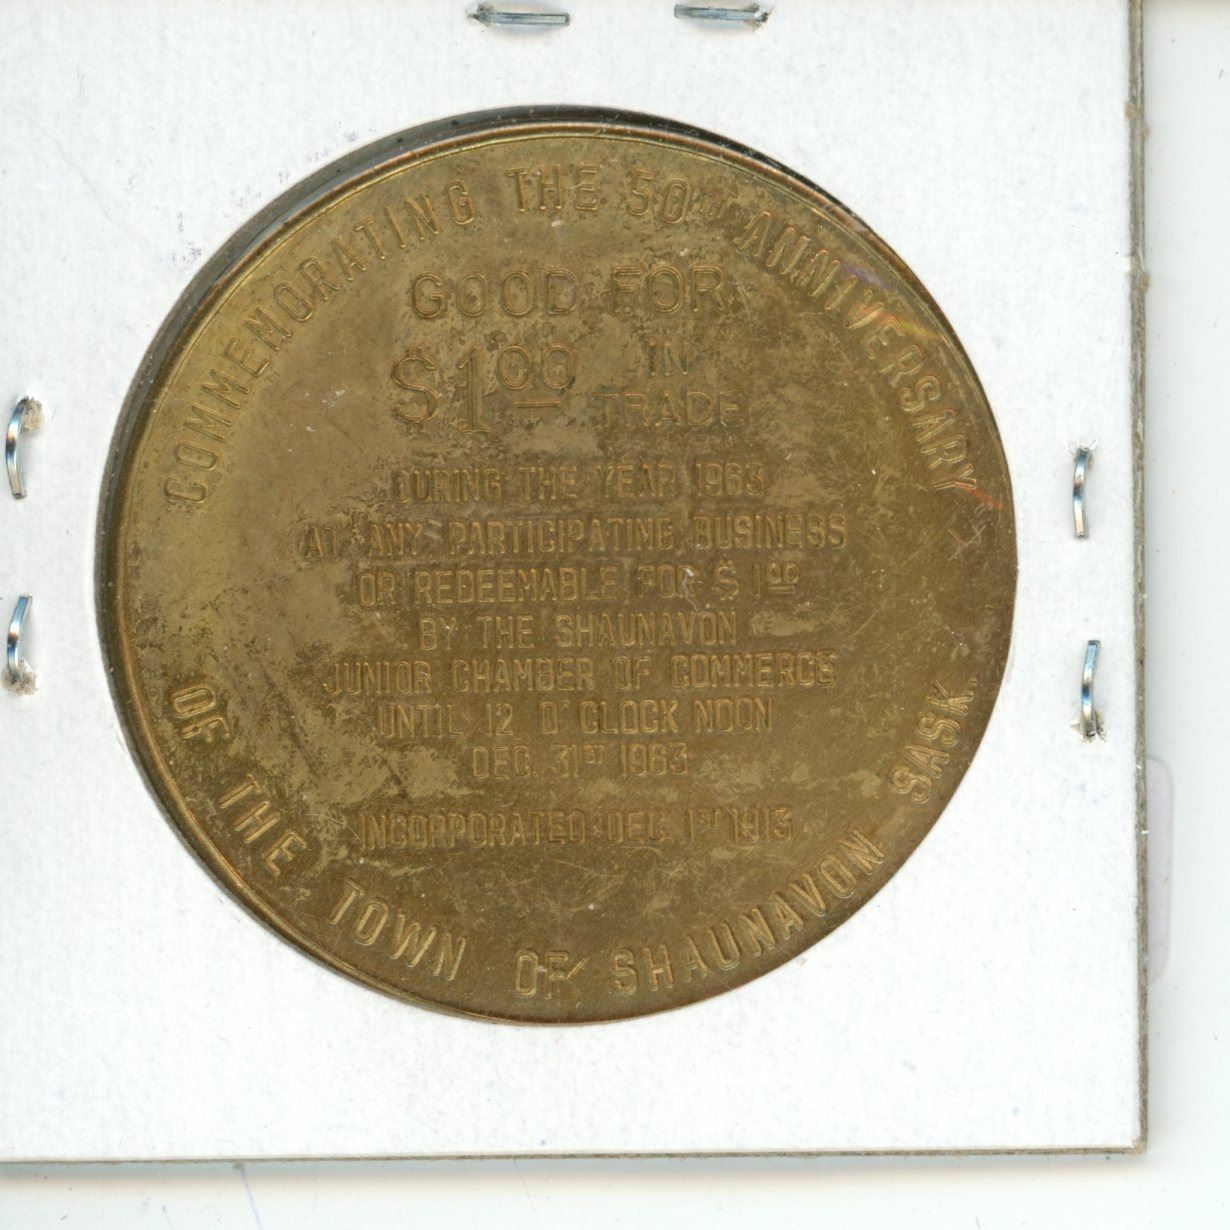 COMMEMORATING THE 50TH ANNIVERSARY
GOOD FOR
$1.00 IN
TRADE
DURING THE YEAR 1963
AT ANY PARTICIPATING BUSINESS
OR REDEEMABLE FOR $1.00
BY THE SHAUNAVON
JUNIOR CHAMBER OF COMMERCE
UNTIL 12 O'CLOCK NOON
DEC. 31ST 1963
INCORPORATED DEC. 1ST 1913
OF THE TOWN OF SHAUNAVON SASK.